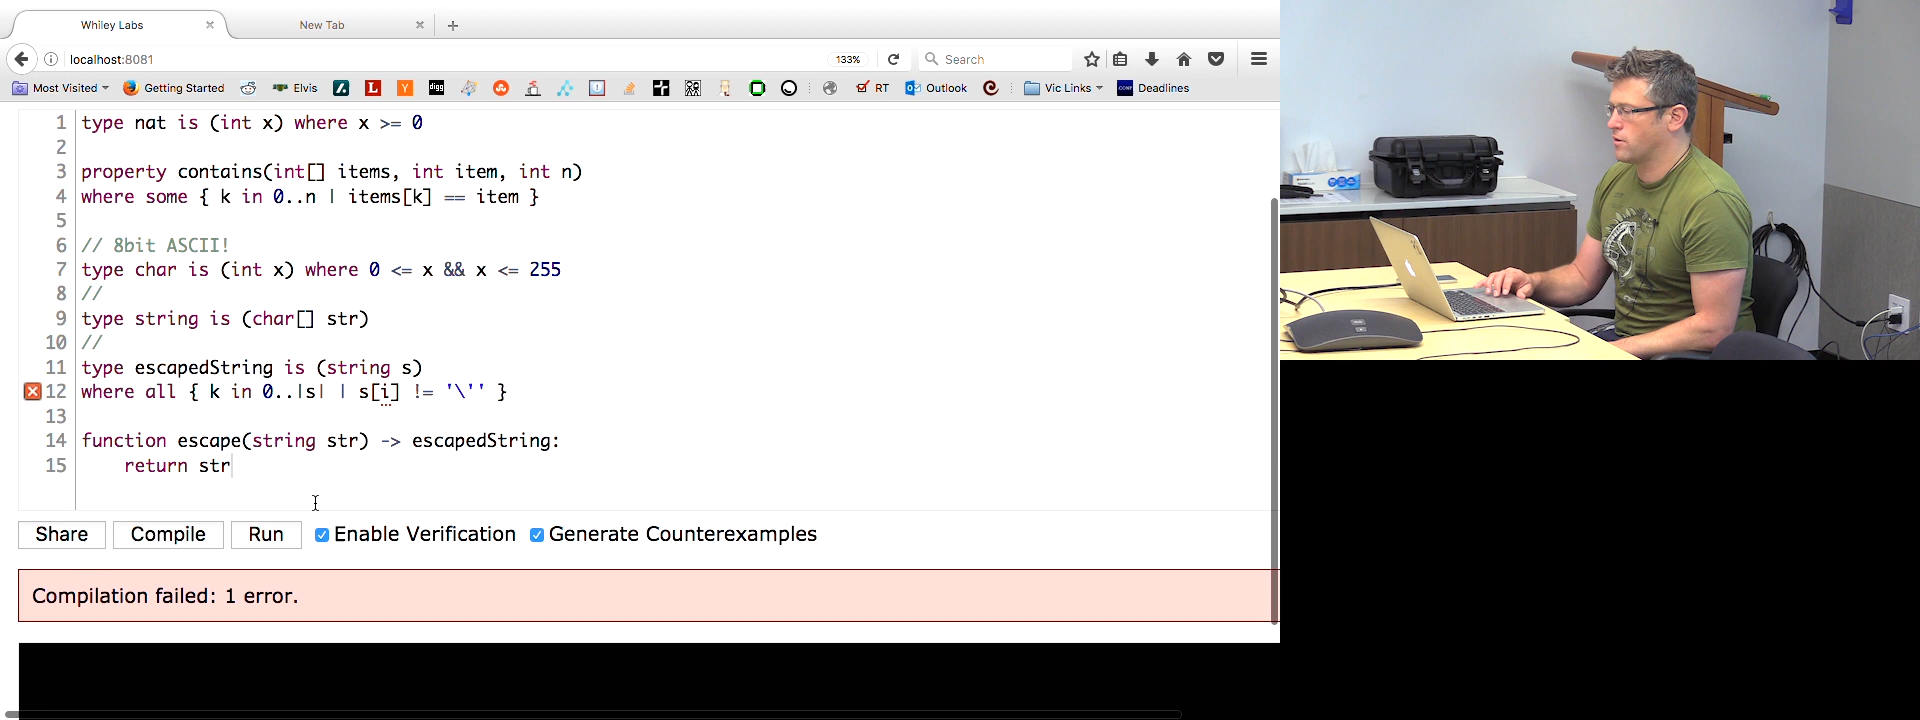 Whiley Labs
New Tab
localhost:8081
133%
Search
Most Visited
Getting Started
Elvis
L
Y
digg
RT
Outlook
Vic Links
Deadlines
1 type nat is (int x) where x >= 0
2
3 property contains(int[] items, int item, int n)
4 where some { k in 0..n | items[k] == item }
5
6 // 8bit ASCII!
7 type char is (int x) where 0 <= x && x <= 255
8 //
9 type string is (char[] str)
10 //
11 type escapedString is (string s)
12 where all { k in 0..|s| | s[i] != '\'' }
13
14 function escape(string str) -> escapedString:
15 return str
Share Compile Run Enable Verification Generate Counterexamples
Compilation failed: 1 error.